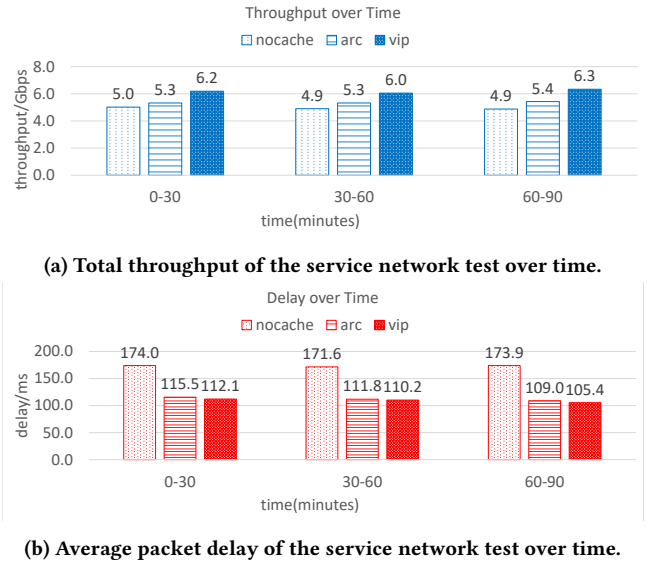 Throughput over Time
nocache arc vip
throughput/Gbps
8.0
6.0
4.0
2.0
0.0
5.0 5.3 6.2 4.9 5.3 6.0 4.9 5.4 6.3
0-30 30-60 60-90
time(minutes)
(a) Total throughput of the service network test over time.
Delay over Time
nocache arc vip
delay/ms
200.0
150.0
100.0
50.0
0.0
174.0 115.5 112.1 171.6 111.8 110.2 173.9 109.0 105.4
0-30 30-60 60-90
time(minutes)
(b) Average packet delay of the service network test over time.